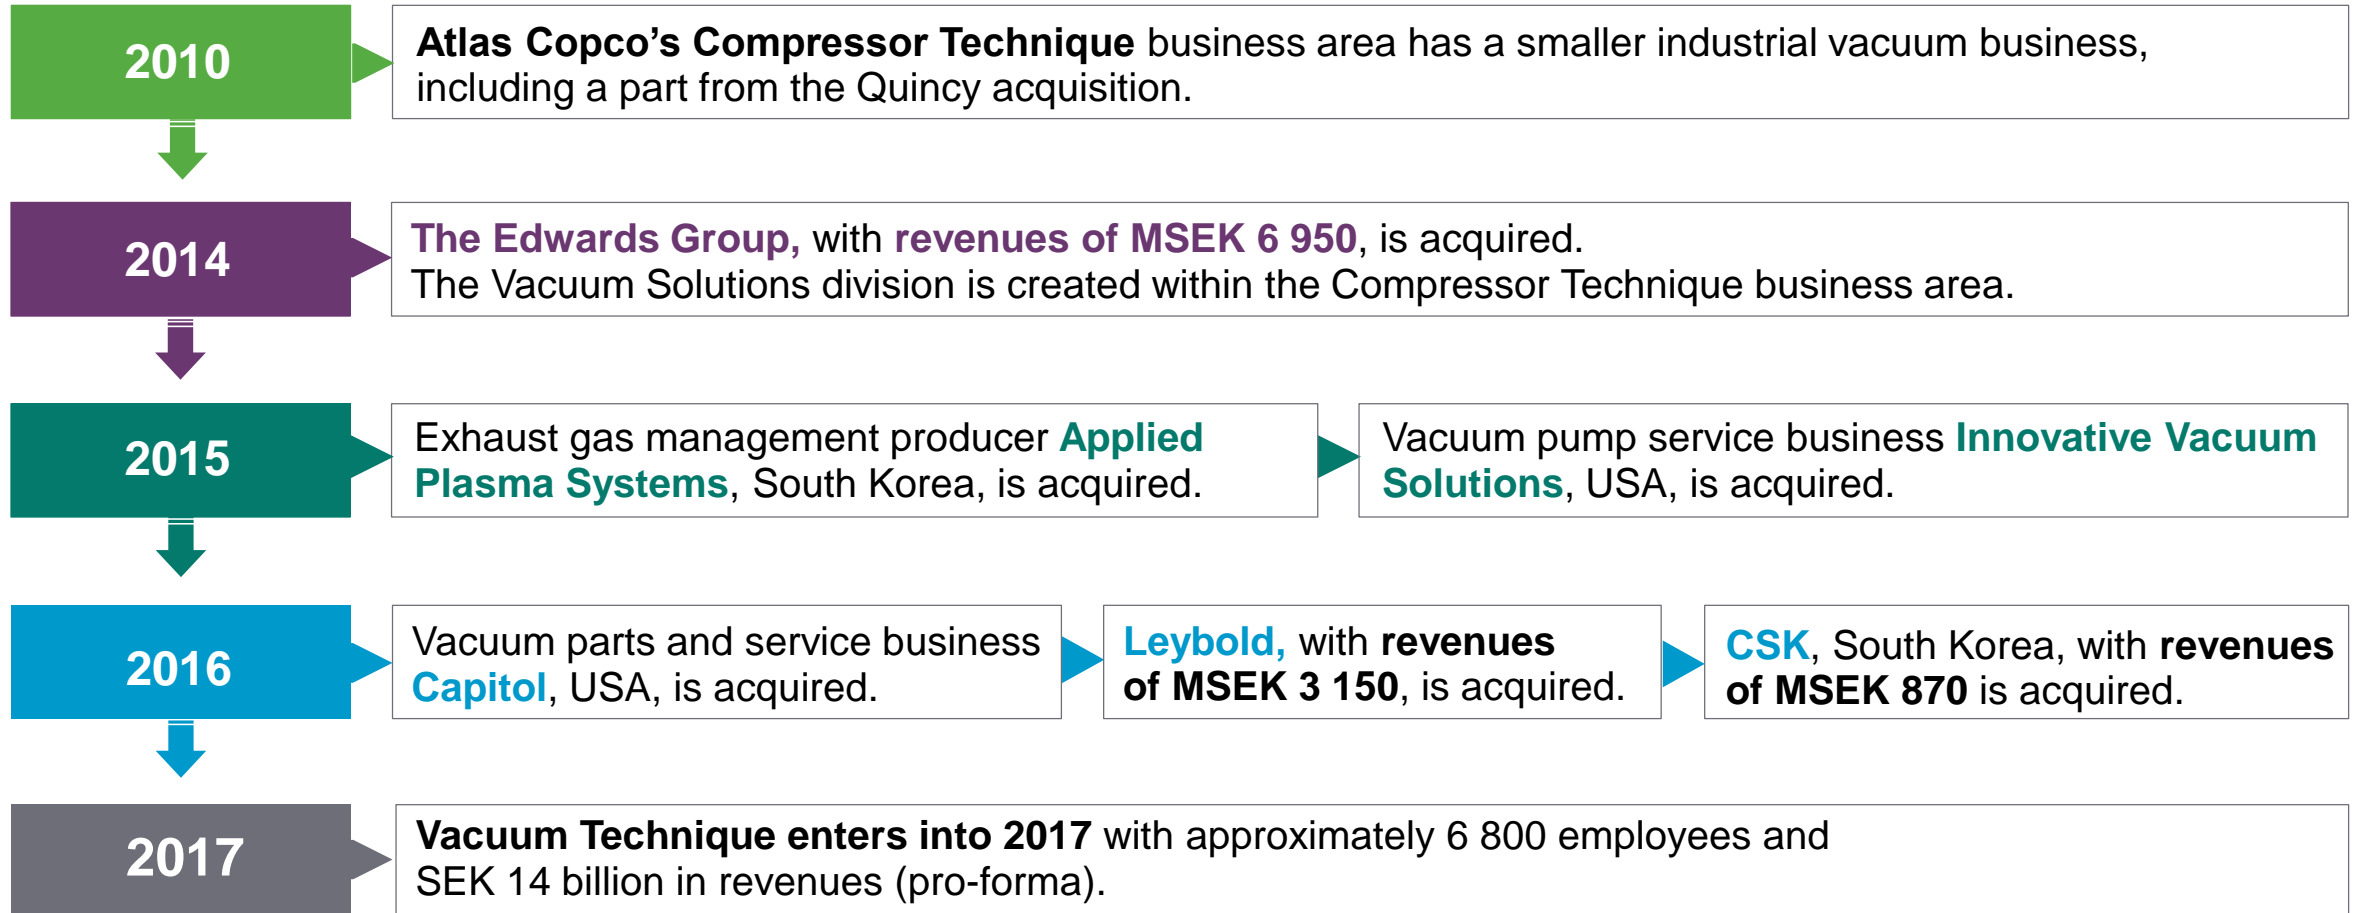 2010
Atlas Copco’s Compressor Technique business area has a smaller industrial vacuum business,
including a part from the Quincy acquisition.
2014
The Edwards Group, with revenues of MSEK 6 950, is acquired.
The Vacuum Solutions division is created within the Compressor Technique business area.
2015
Exhaust gas management producer Applied
Plasma Systems, South Korea, is acquired.
Vacuum pump service business Innovative Vacuum
Solutions, USA, is acquired.
2016
Vacuum parts and service business
Capitol, USA, is acquired.
Leybold, with revenues
of MSEK 3 150, is acquired.
CSK, South Korea, with revenues
of MSEK 870 is acquired.
2017
Vacuum Technique enters into 2017 with approximately 6 800 employees and
SEK 14 billion in revenues (pro-forma).